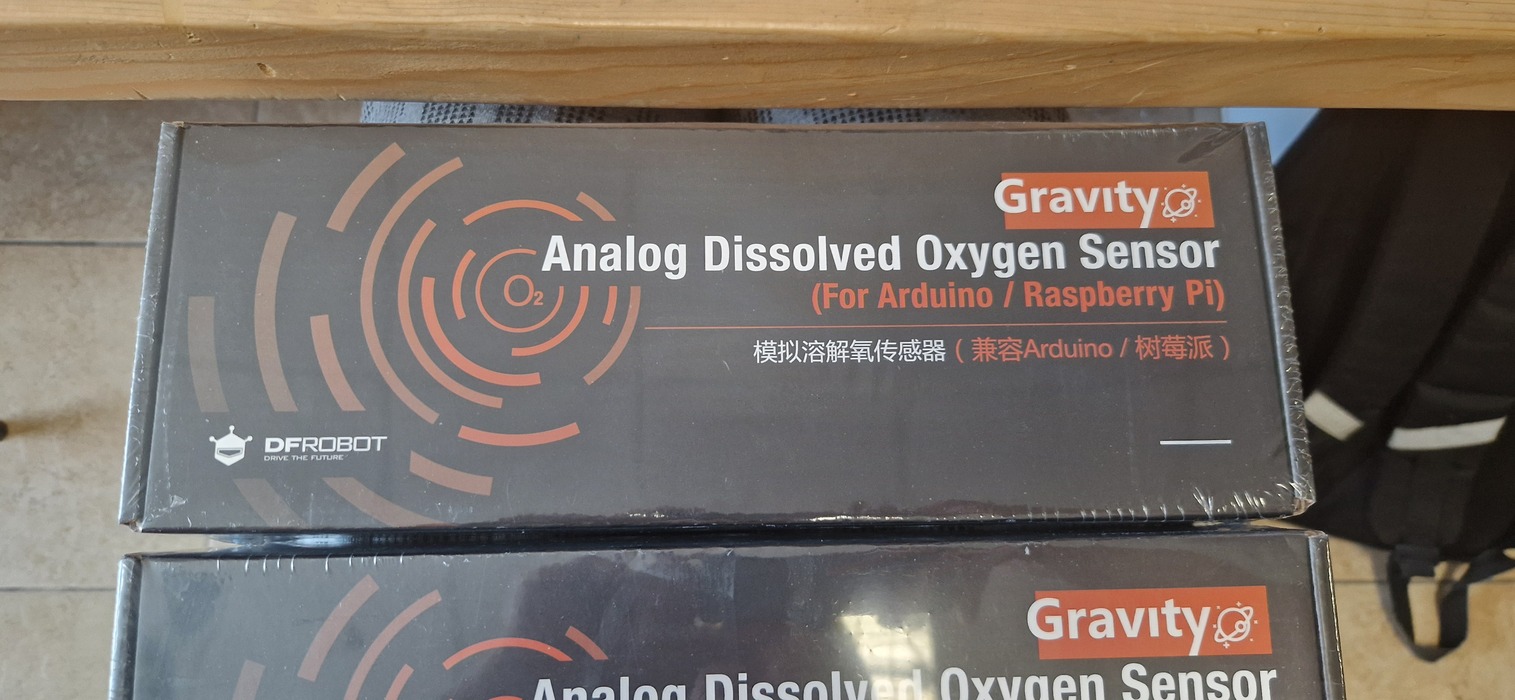 Gravity
Analog Dissolved Oxygen Sensor
(For Arduino / Raspberry Pi)
模拟溶解氧传感器（兼容Arduino / 树莓派）
O₂
DFROBOT
DRIVE THE FUTURE
Gravity
Analog Dissolved Oxygen Sensor